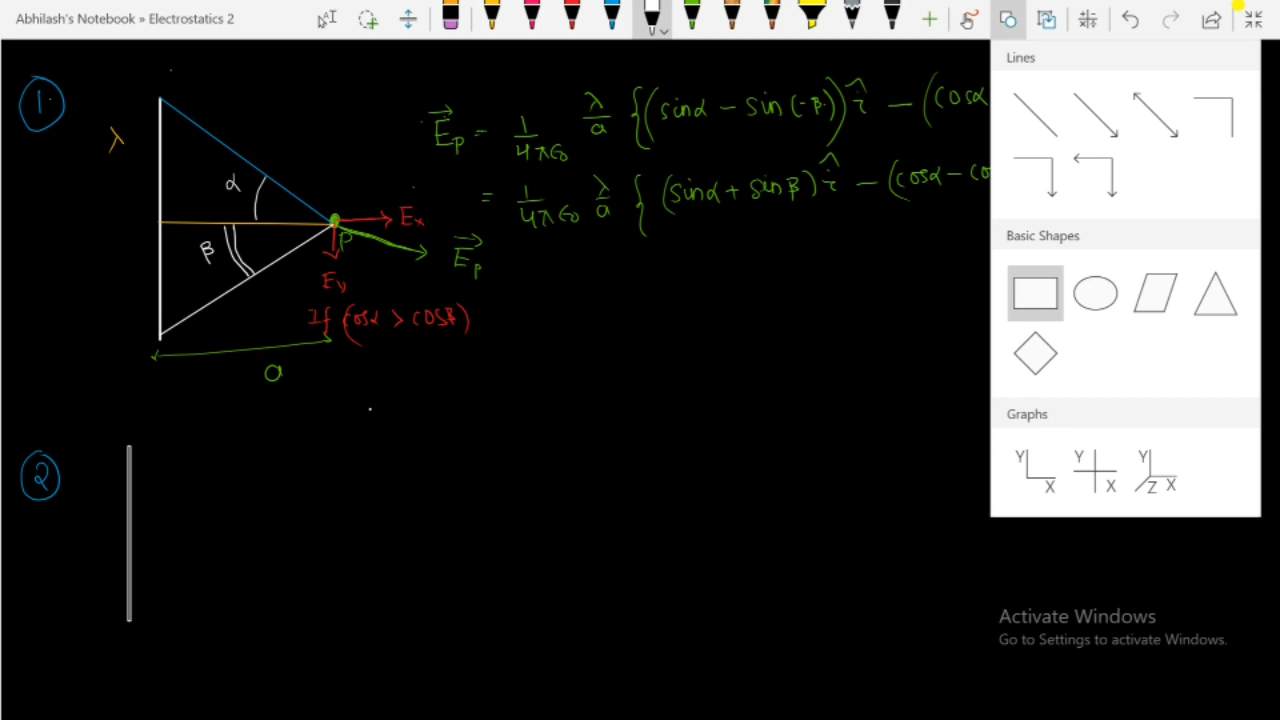 Abhilash's Notebook » Electrostatics 2
Lines
Basic Shapes
Graphs
Y X Y X Y Z X
Activate Windows
Go to Settings to activate Windows.
1.
λ
α
β
P
Ex
Ey
Ep
If (cosα > cosβ)
a
Ep = 1/4πϵ0 λ/a {(sinα − sin(-β)) î − (cosα
= 1/4πϵ0 λ/a { (sinα + sinβ) î − (cosα − co
2